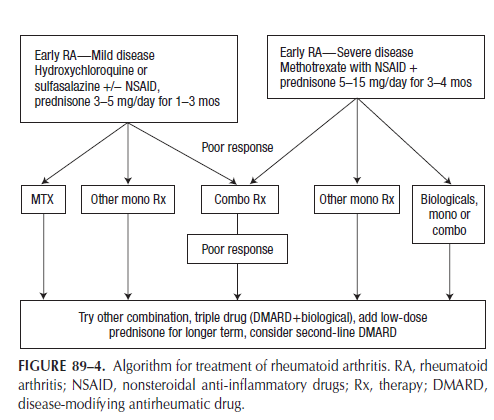 Early RA—Mild disease
Hydroxychloroquine or
sulfasalazine +/– NSAID,
prednisone 3–5 mg/day for 1–3 mos
Early RA—Severe disease
Methotrexate with NSAID +
prednisone 5–15 mg/day for 3–4 mos
Poor response
MTX
Other mono Rx
Combo Rx
Other mono Rx
Biologicals,
mono or
combo
Poor response
Try other combination, triple drug (DMARD+biological), add low-dose
prednisone for longer term, consider second-line DMARD
FIGURE 89–4. Algorithm for treatment of rheumatoid arthritis. RA, rheumatoid
arthritis; NSAID, nonsteroidal anti-inflammatory drugs; Rx, therapy; DMARD,
disease-modifying antirheumatic drug.